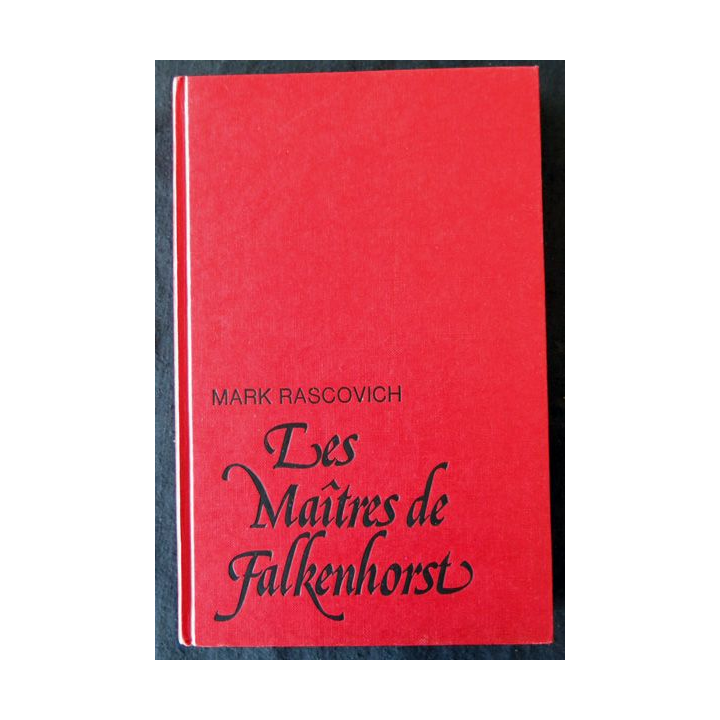 MARK RASCOVICH
Les
Maîtres de
Falkenhorst